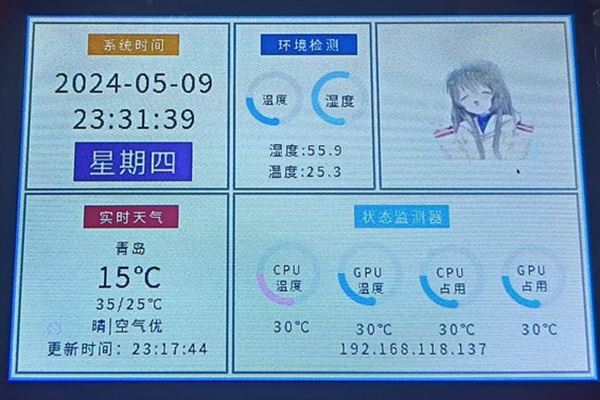 系统时间
2024-05-09
23:31:39
星期四
环境检测
温度
湿度
湿度:55.9
温度:25.3
实时天气
青岛
15℃
35/25℃
晴|空气优
更新时间：23:17:44
状态监测器
CPU
温度
GPU
温度
CPU
占用
GPU
占用
30℃
30℃
30℃
30℃
192.168.118.137